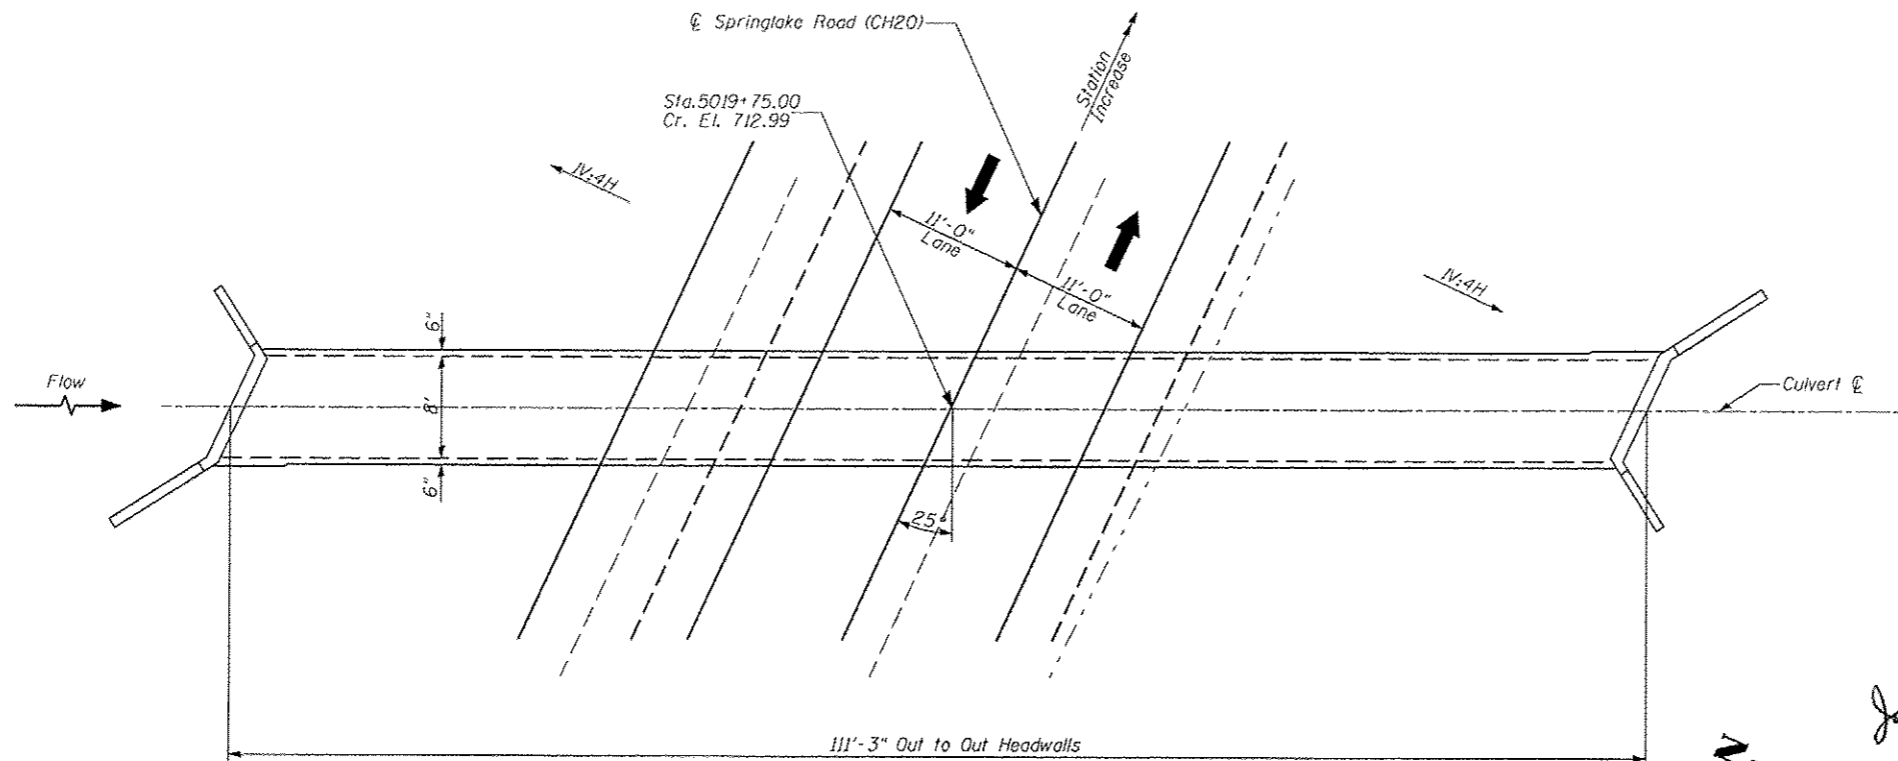 ℄ Springlake Road (CH20)
Station
Increase
Sta.5019+75.00
Cr. El. 712.99
1V:4H
11'-0"
Lane
11'-0"
Lane
1V:4H
6"
Flow
8'
Culvert ℄
6"
25°
111'-3" Out to Out Headwalls